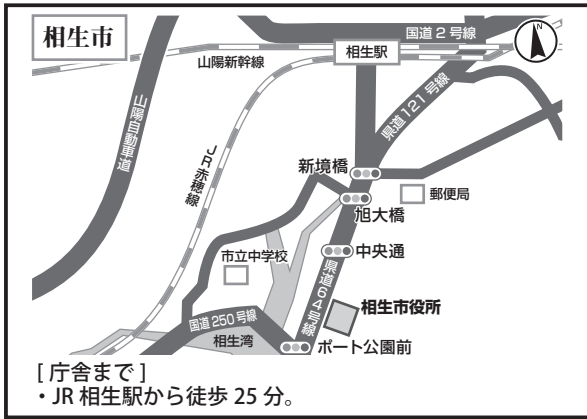 相生市
国道2号線
N
相生駅
山陽新幹線
県道121号線
山陽自動車道
JR赤穂線
新境橋
郵便局
旭大橋
市立中学校
中央通
県道64号線
相生市役所
国道250号線
相生湾
ポート公園前
[庁舎まで]
・JR 相生駅から徒歩 25 分。